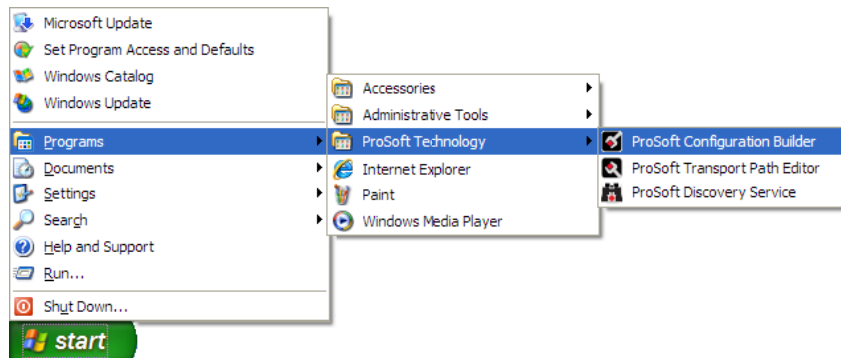 Microsoft Update
Set Program Access and Defaults
Windows Catalog
Windows Update
Programs
Documents
Settings
Search
Help and Support
Run...
Shut Down...
start
Accessories
Administrative Tools
ProSoft Technology
Internet Explorer
Paint
Windows Media Player
ProSoft Configuration Builder
ProSoft Transport Path Editor
ProSoft Discovery Service